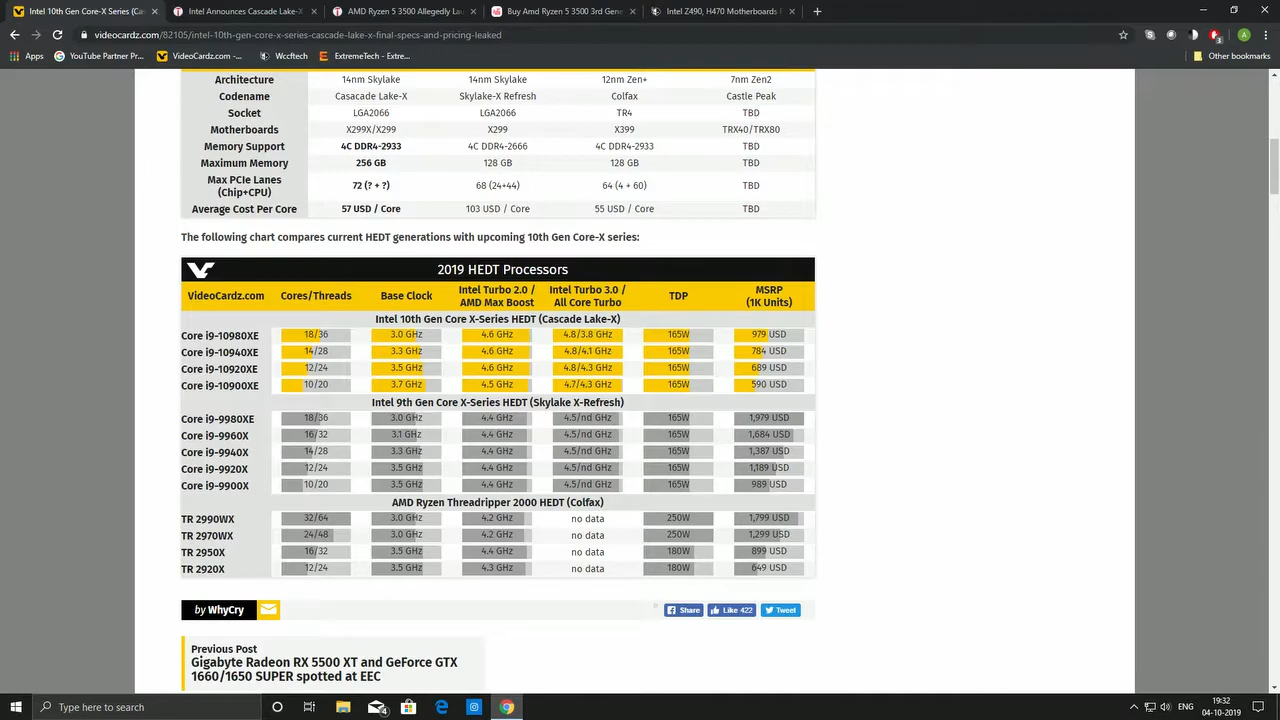 Intel 10th Gen Core-X Series (Cas
Intel Announces Cascade Lake-X
AMD Ryzen 5 3500 Allegedly Lau
Buy Amd Ryzen 5 3500 3rd Gene
Intel Z490, H470 Motherboards
videocardz.com/82105/intel-10th-gen-core-x-series-cascade-lake-x-final-specs-and-pricing-leaked
Apps YouTube Partner Pr... VideoCardz.com -... Wccftech ExtremeTech - Extre... Other bookmarks
Architecture 14nm Skylake 14nm Skylake 12nm Zen+ 7nm Zen2
Codename Casacade Lake-X Skylake-X Refresh Colfax Castle Peak
Socket LGA2066 LGA2066 TR4 TBD
Motherboards X299X/X299 X299 X399 TRX40/TRX80
Memory Support 4C DDR4-2933 4C DDR4-2666 4C DDR4-2933 TBD
Maximum Memory 256 GB 128 GB 128 GB TBD
Max PCIe Lanes
(Chip+CPU) 72 (? + ?) 68 (24+44) 64 (4 + 60) TBD
Average Cost Per Core 57 USD / Core 103 USD / Core 55 USD / Core TBD
The following chart compares current HEDT generations with upcoming 10th Gen Core-X series:
2019 HEDT Processors
VideoCardz.com Cores/Threads Base Clock Intel Turbo 2.0 / AMD Max Boost Intel Turbo 3.0 / All Core Turbo TDP MSRP (1K Units)
Intel 10th Gen Core X-Series HEDT (Cascade Lake-X)
Core i9-10980XE 18/36 3.0 GHz 4.6 GHz 4.8/3.8 GHz 165W 979 USD
Core i9-10940XE 14/28 3.3 GHz 4.6 GHz 4.8/4.1 GHz 165W 784 USD
Core i9-10920XE 12/24 3.5 GHz 4.6 GHz 4.8/4.3 GHz 165W 689 USD
Core i9-10900XE 10/20 3.7 GHz 4.5 GHz 4.7/4.3 GHz 165W 590 USD
Intel 9th Gen Core X-Series HEDT (Skylake X-Refresh)
Core i9-9980XE 18/36 3.0 GHz 4.4 GHz 4.5/nd GHz 165W 1,979 USD
Core i9-9960X 16/32 3.1 GHz 4.4 GHz 4.5/nd GHz 165W 1,684 USD
Core i9-9940X 14/28 3.3 GHz 4.4 GHz 4.5/nd GHz 165W 1,387 USD
Core i9-9920X 12/24 3.5 GHz 4.4 GHz 4.5/nd GHz 165W 1,189 USD
Core i9-9900X 10/20 3.5 GHz 4.4 GHz 4.5/nd GHz 165W 989 USD
AMD Ryzen Threadripper 2000 HEDT (Colfax)
TR 2990WX 32/64 3.0 GHz 4.2 GHz no data 250W 1,799 USD
TR 2970WX 24/48 3.0 GHz 4.2 GHz no data 250W 1,299 USD
TR 2950X 16/32 3.5 GHz 4.4 GHz no data 180W 899 USD
TR 2920X 12/24 3.5 GHz 4.3 GHz no data 180W 649 USD
by WhyCry Share Like 422 Tweet
Previous Post
Gigabyte Radeon RX 5500 XT and GeForce GTX
1660/1650 SUPER spotted at EEC
Type here to search 4 ENG 19:32
04-10-2019